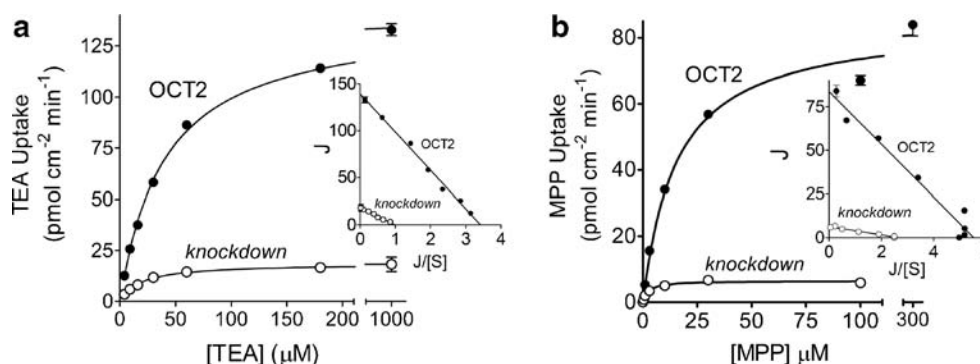 a
TEA Uptake
(pmol cm⁻² min⁻¹)
125
100
75
50
25
0
OCT2
knockdown
0 50 100 150 200 1000
[TEA] (μM)
J
150
100
50
0
OCT2
knockdown
0 1 2 3 4
J/[S]
b
MPP Uptake
(pmol cm⁻² min⁻¹)
80
60
40
20
0
OCT2
knockdown
0 25 50 75 100 300
[MPP] μM
J
75
50
25
0
OCT2
knockdown
0 2 4
J/[S]